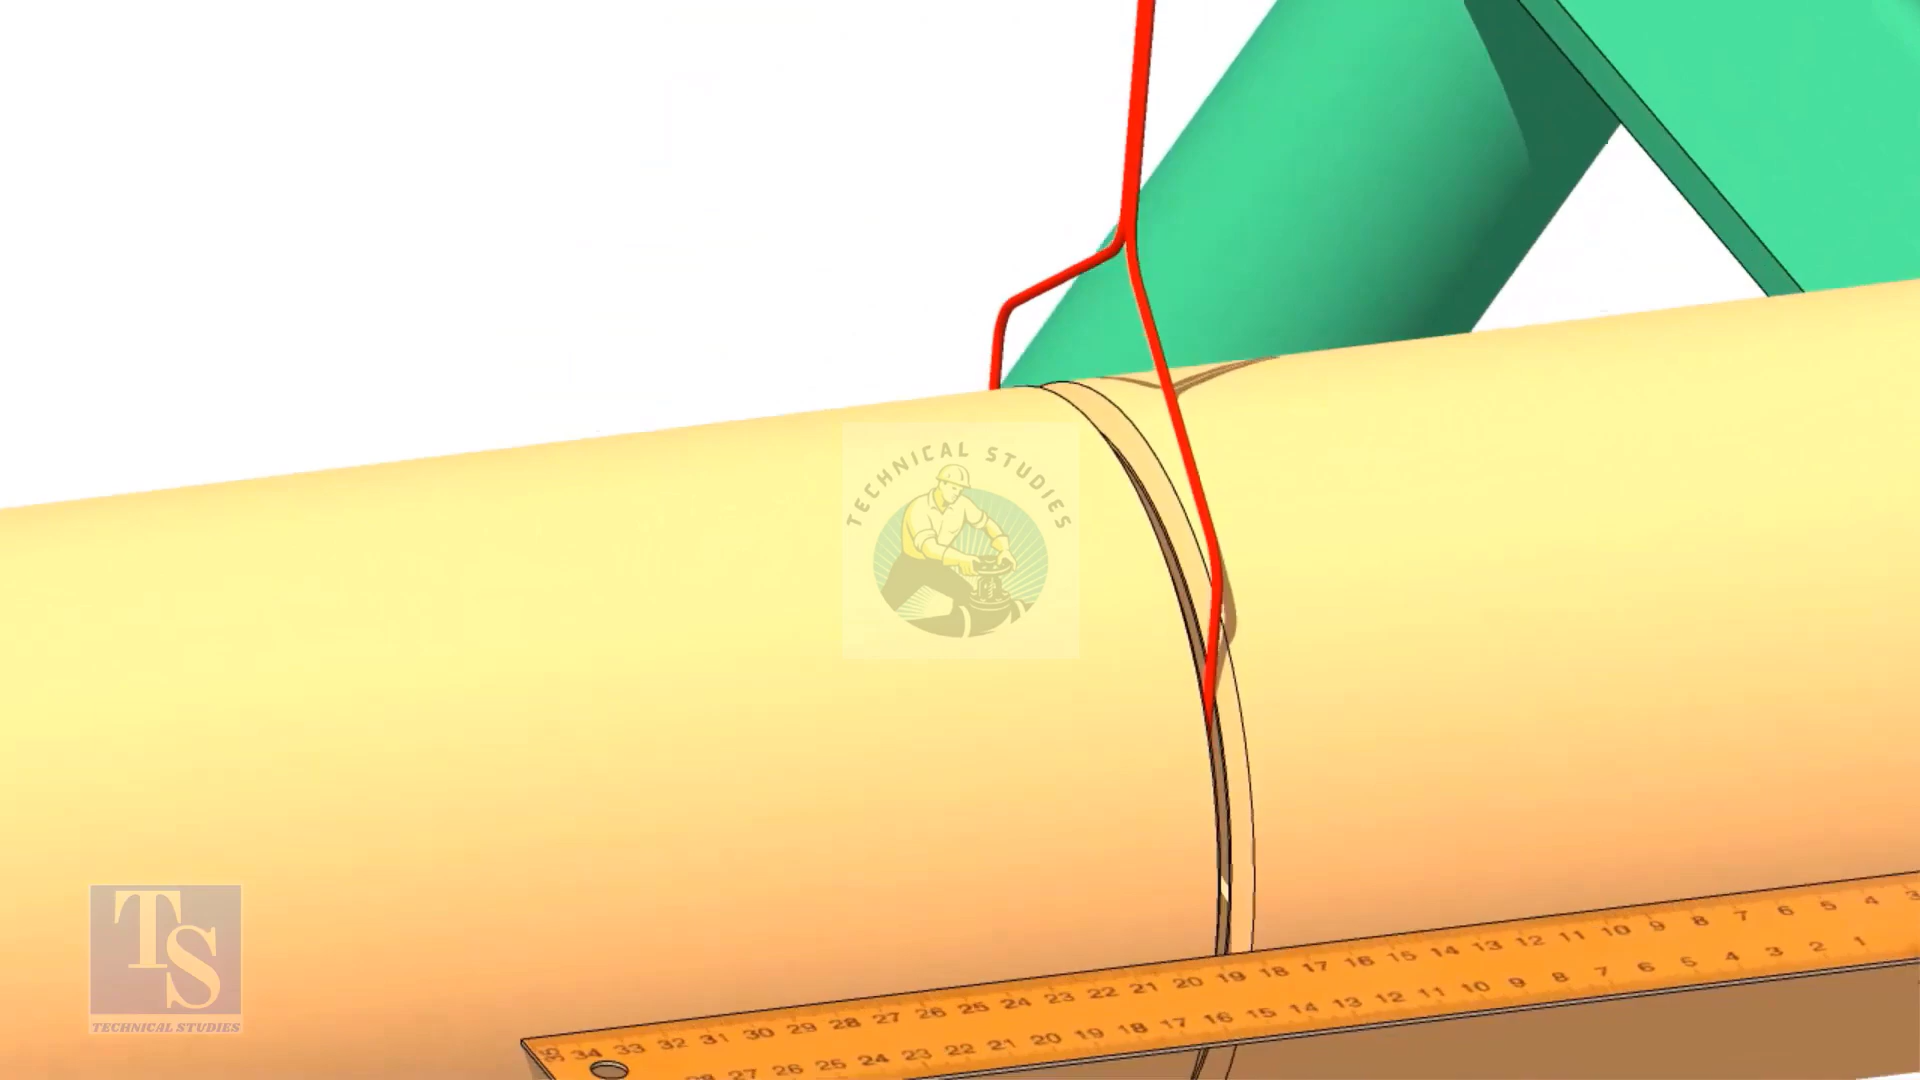 TECHNICAL STUDIES
TS
TECHNICAL STUDIES
34 33 32 31 30 29 28 27 26 25 24 23 22 21 20 19 18 17 16 15 14 13 12 11 10 9 8 7 6 5 4 3
27 26 25 24 23 22 21 20 19 18 17 16 15 14 13 12 11 10 9 8 7 6 5 4 3 2 1